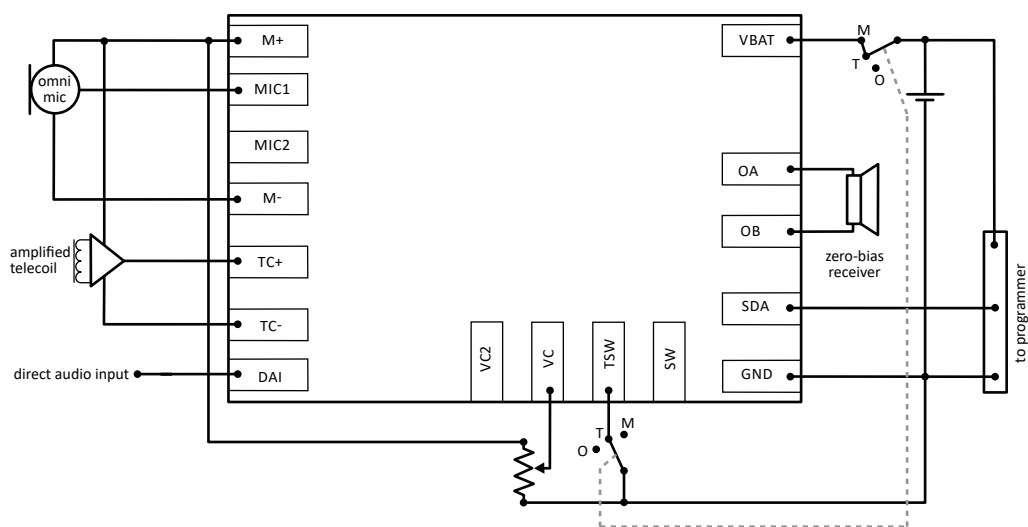 M+
VBAT
M
T
O
omni
mic
MIC1
MIC2
M-
OA
OB
zero-bias
receiver
amplified
telecoil
TC+
TC-
SDA
to programmer
direct audio input
DAI
VC2
VC
TSW
SW
GND
T
M
O